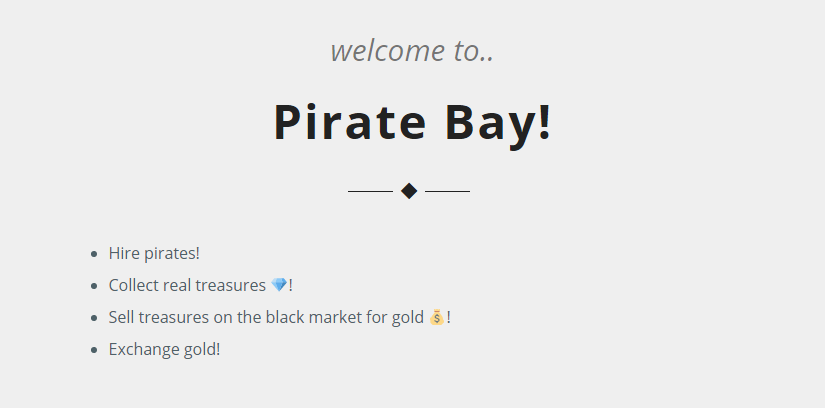 welcome to..
Pirate Bay!
Hire pirates!
Collect real treasures 💎!
Sell treasures on the black market for gold 💰!
Exchange gold!